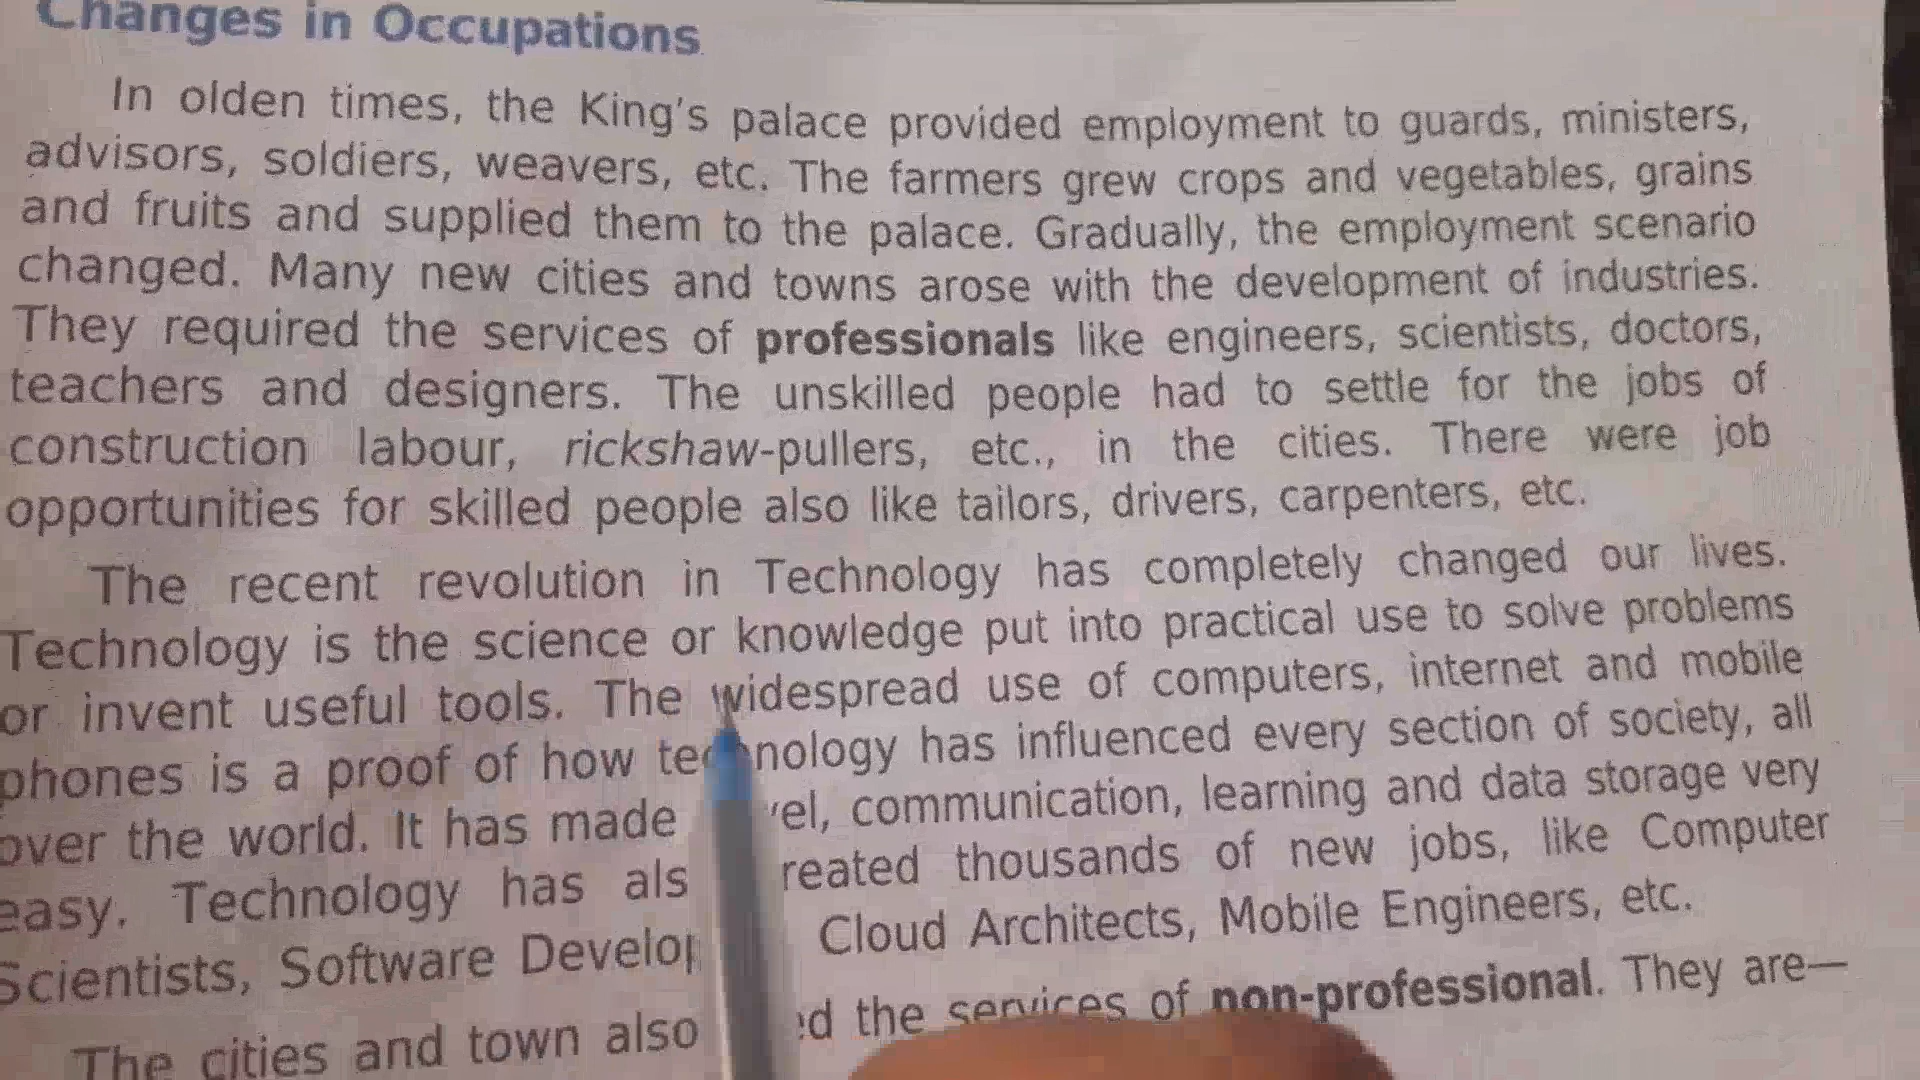 Changes in Occupations
In olden times, the King's palace provided employment to guards, ministers,
advisors, soldiers, weavers, etc. The farmers grew crops and vegetables, grains
and fruits and supplied them to the palace. Gradually, the employment scenario
changed. Many new cities and towns arose with the development of industries.
They required the services of professionals like engineers, scientists, doctors,
teachers and designers. The unskilled people had to settle for the jobs of
construction labour, rickshaw-pullers, etc., in the cities. There were job
opportunities for skilled people also like tailors, drivers, carpenters, etc.
The recent revolution in Technology has completely changed our lives.
Technology is the science or knowledge put into practical use to solve problems
or invent useful tools. The widespread use of computers, internet and mobile
phones is a proof of how technology has influenced every section of society, all
over the world. It has made communication, learning and data storage very
easy. Technology has thousands of new jobs, like Computer
Scientists, Software Cloud Architects, Mobile Engineers, etc.
The cities and town also the services of non-professional. They are—